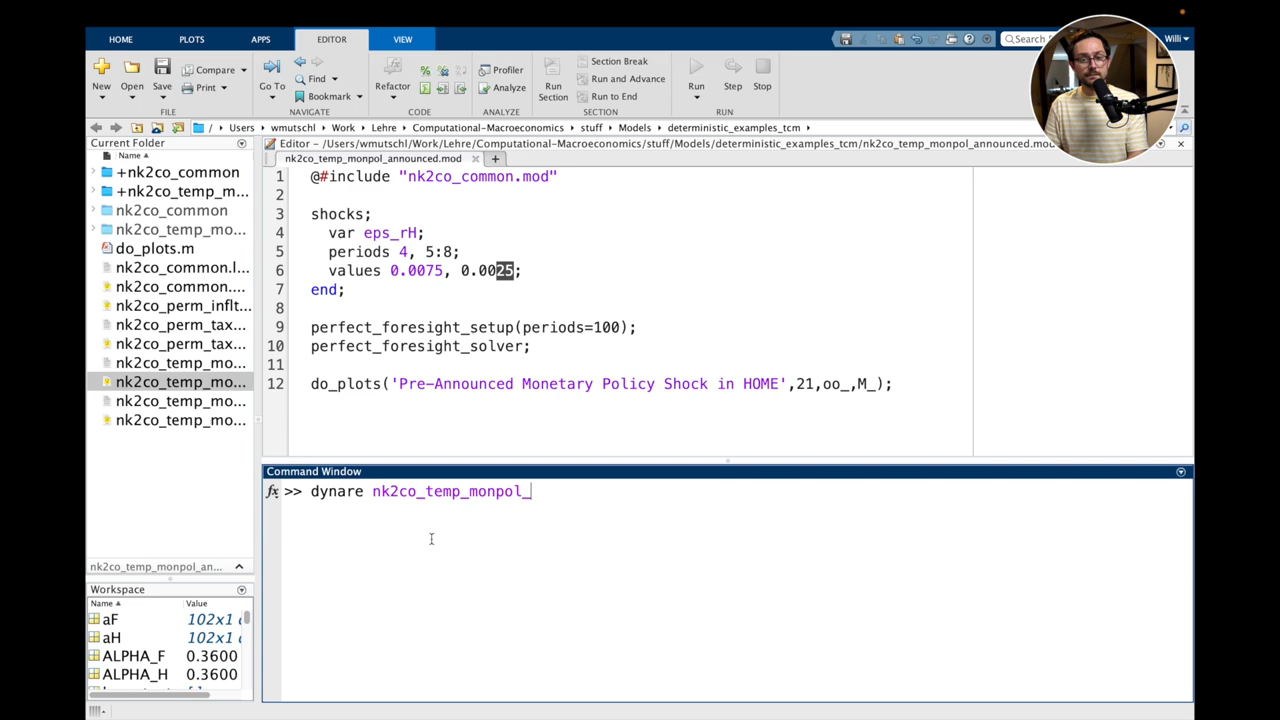 HOME PLOTS APPS EDITOR VIEW
Search Willi
New Open Save Compare Print
Go To Find Bookmark
Refactor
Profiler Analyze
Run Section Section Break Run and Advance Run to End
Run Step Stop
FILE NAVIGATE CODE ANALYZE SECTION RUN
/ Users wmutschl Work Lehre Computational-Macroeconomics stuff Models deterministic_examples_tcm
Current Folder
Name
+nk2co_common
+nk2co_temp_m...
nk2co_common
nk2co_temp_mo...
do_plots.m
nk2co_common.l...
nk2co_common....
nk2co_perm_inflt...
nk2co_perm_tax...
nk2co_perm_tax...
nk2co_temp_mo...
nk2co_temp_mo...
nk2co_temp_mo...
nk2co_temp_mo...
nk2co_temp_monpol_an...
Workspace
Name Value
aF 102x1
aH 102x1
ALPHA_F 0.3600
ALPHA_H 0.3600
Editor - /Users/wmutschl/Work/Lehre/Computational-Macroeconomics/stuff/Models/deterministic_examples_tcm/nk2co_temp_monpol_announced.mod
nk2co_temp_monpol_announced.mod
1 @#include "nk2co_common.mod"
2
3 shocks;
4 var eps_rH;
5 periods 4, 5:8;
6 values 0.0075, 0.0025;
7 end;
8
9 perfect_foresight_setup(periods=100);
10 perfect_foresight_solver;
11
12 do_plots('Pre-Announced Monetary Policy Shock in HOME',21,oo_,M_);
Command Window
fx >> dynare nk2co_temp_monpol_